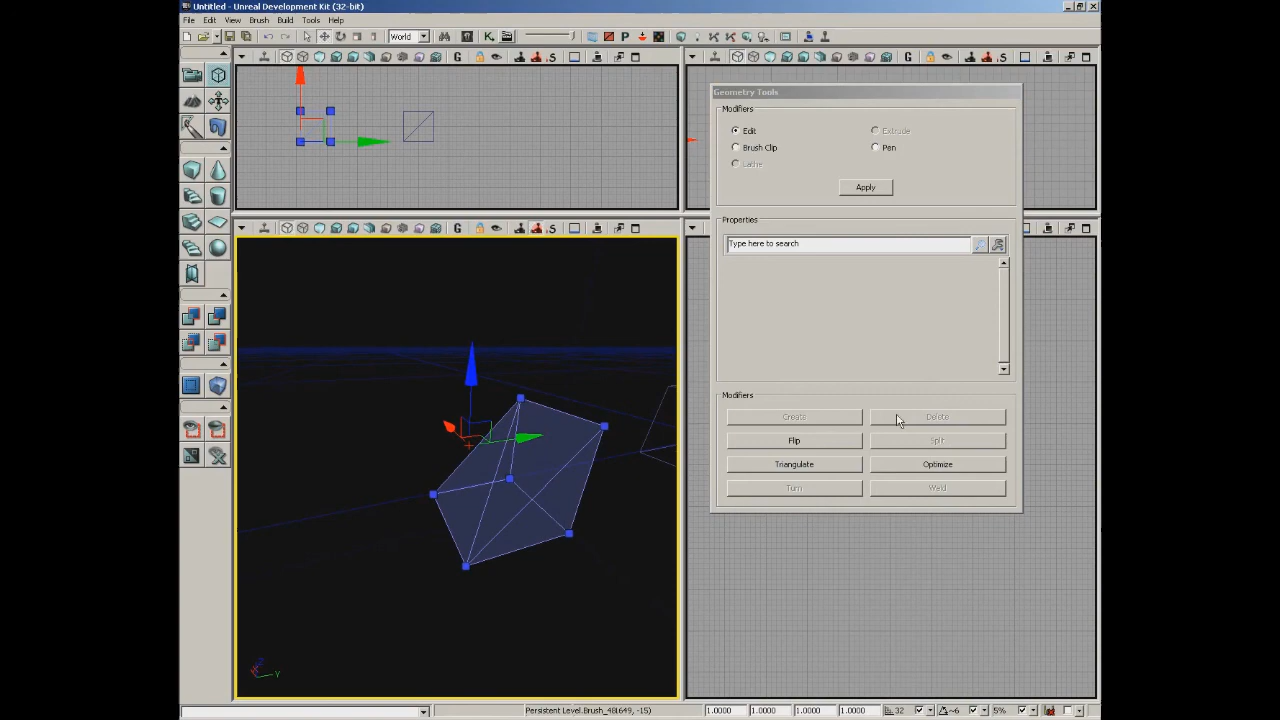 Untitled - Unreal Development Kit (32-bit)
File Edit View Brush Build Tools Help
World
Geometry Tools
Modifiers
Edit Extrude
Brush Clip Pen
Lathe
Apply
Properties
Type here to search
Modifiers
Create Delete
Flip Split
Triangulate Optimize
Turn Weld
Persistent Level.Brush_48(649, -15) 1.0000 1.0000 1.0000 1.0000 32 ~6 5%